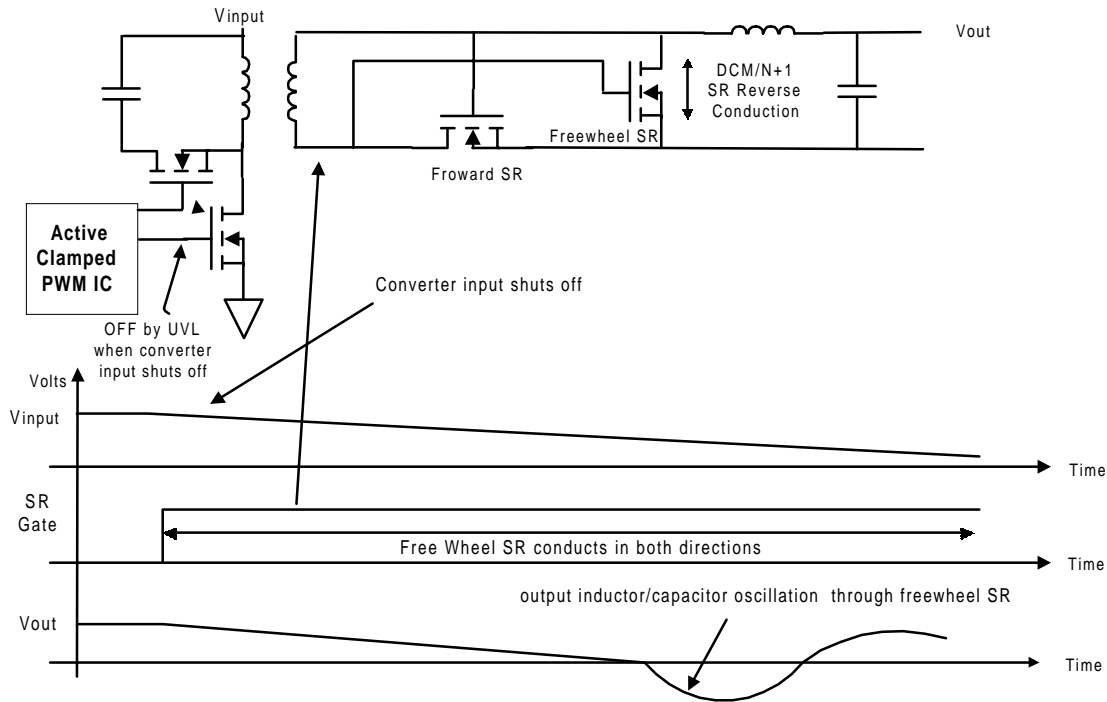 Vinput
Vout
DCM/N+1
SR Reverse
Conduction
Freewheel SR
Froward SR
Active
Clamped
PWM IC
Converter input shuts off
OFF by UVL
when converter
input shuts off
Volts
Vinput
Time
SR
Gate
Free Wheel SR conducts in both directions
Time
output inductor/capacitor oscillation through freewheel SR
Vout
Time